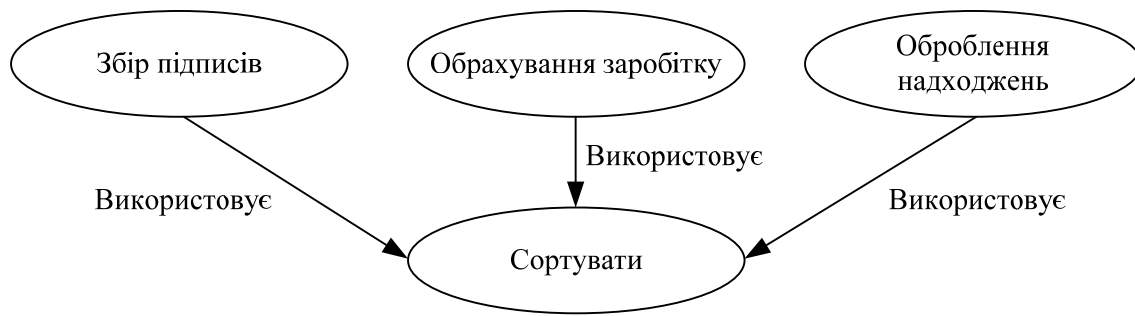 Збір підписів
Обрахування заробітку
Оброблення
надходжень
Використовує
Використовує
Використовує
Сортувати